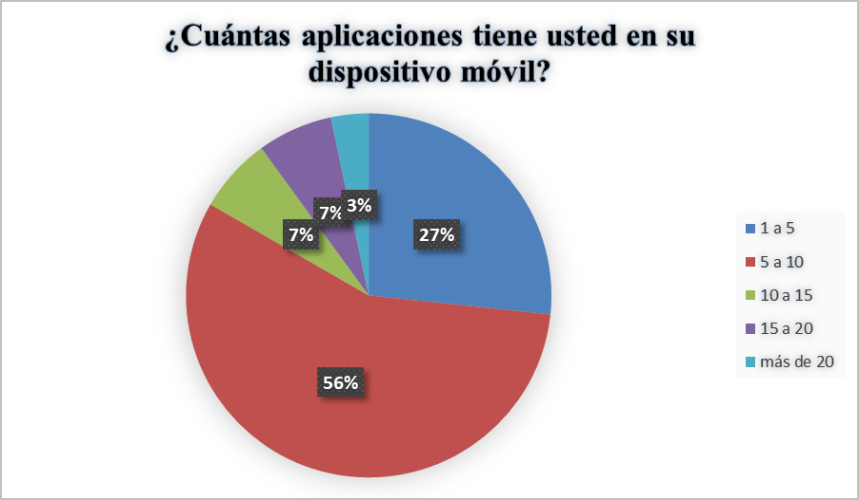 ¿Cuántas aplicaciones tiene usted en su
dispositivo móvil?
3%
7%
7%
27%
56%
1 a 5
5 a 10
10 a 15
15 a 20
más de 20